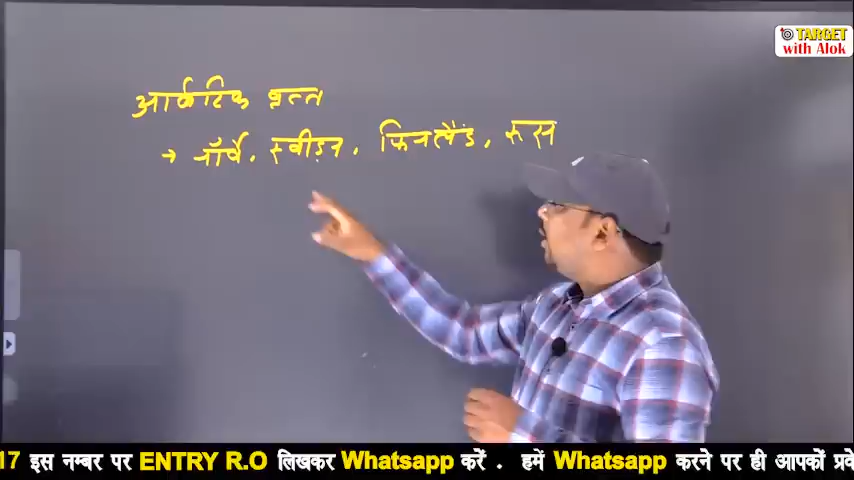 TARGET
with Alok
आर्कटिक वृत्त
→ नॉर्वे, स्वीडन, फिनलैंड, रूस
17 इस नम्बर पर ENTRY R.O लिखकर Whatsapp करें . हमें Whatsapp करने पर ही आपकों प्रवे